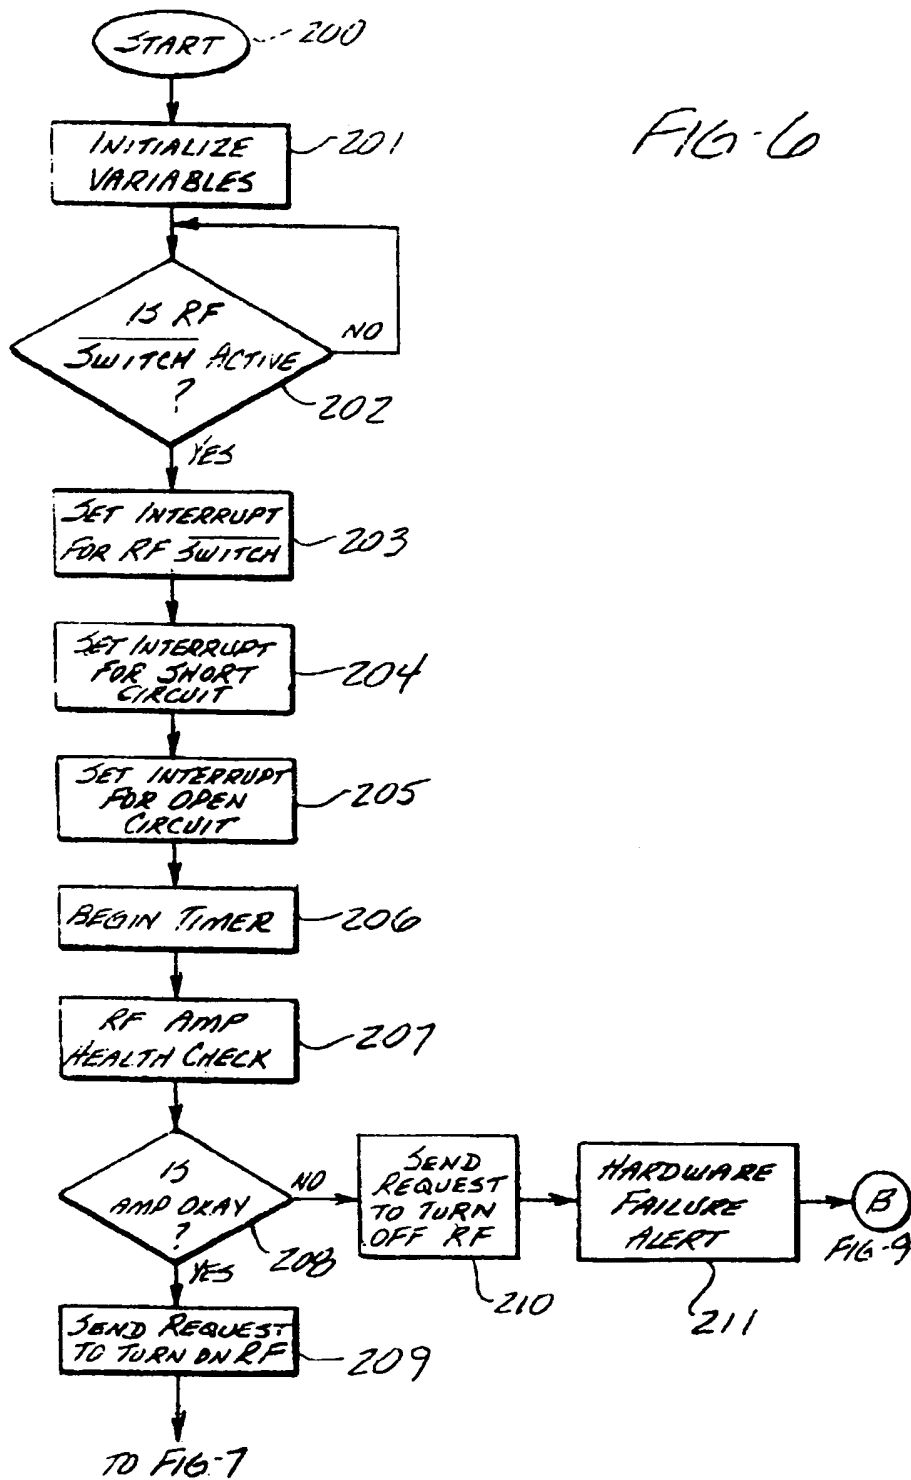 START
200
FIG-6
INITIALIZE
VARIABLES
201
IS RF
SWITCH ACTIVE
?
NO
202
YES
SET INTERRUPT
FOR RF SWITCH
203
SET INTERRUPT
FOR SHORT
CIRCUIT
204
SET INTERRUPT
FOR OPEN
CIRCUIT
205
BEGIN TIMER
206
RF AMP
HEALTH CHECK
207
IS
AMP OKAY
?
NO
208
YES
SEND
REQUEST
TO TURN
OFF RF
210
HARDWARE
FAILURE
ALERT
211
B
FIG-9
SEND REQUEST
TO TURN ON RF
209
TO FIG-7